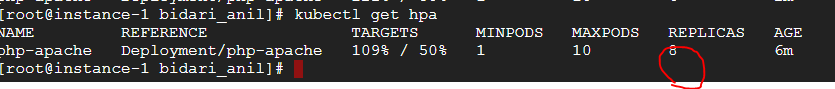 [root@instance-1 bidari_anil]# kubectl get hpa
NAME REFERENCE TARGETS MINPODS MAXPODS REPLICAS AGE
php-apache Deployment/php-apache 109% / 50% 1 10 8 6m
[root@instance-1 bidari_anil]#